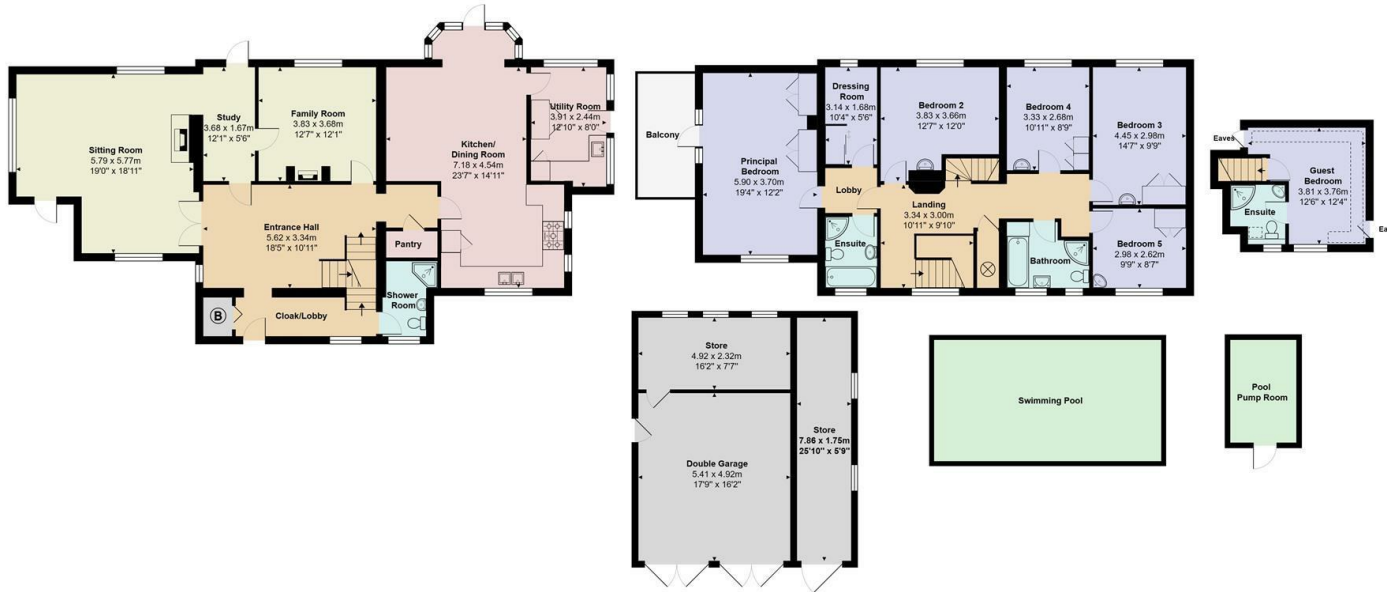 Sitting Room
5.79 x 5.77m
19'0" x 18'11"
Study
3.68 x 1.67m
12'1" x 5'6"
Family Room
3.83 x 3.68m
12'7" x 12'1"
Kitchen/
Dining Room
7.18 x 4.54m
23'7" x 14'11"
Utility Room
3.91 x 2.44m
12'10" x 8'0"
Entrance Hall
5.62 x 3.34m
18'5" x 10'11"
Pantry
Shower
Room
Cloak/Lobby
B
Balcony
Principal
Bedroom
5.90 x 3.70m
19'4" x 12'2"
Dressing
Room
3.14 x 1.68m
10'4" x 5'6"
Bedroom 2
3.83 x 3.66m
12'7" x 12'0"
Bedroom 4
3.33 x 2.68m
10'11" x 8'9"
Bedroom 3
4.45 x 2.98m
14'7" x 9'9"
Lobby
Landing
3.34 x 3.00m
10'11" x 9'10"
Ensuite
Bathroom
Bedroom 5
2.98 x 2.62m
9'9" x 8'7"
Eaves
Guest
Bedroom
3.81 x 3.76m
12'6" x 12'4"
Ensuite
Ea
Store
4.92 x 2.32m
16'2" x 7'7"
Double Garage
5.41 x 4.92m
17'9" x 16'2"
Store
7.86 x 1.75m
25'10" x 5'9"
Swimming Pool
Pool
Pump Room